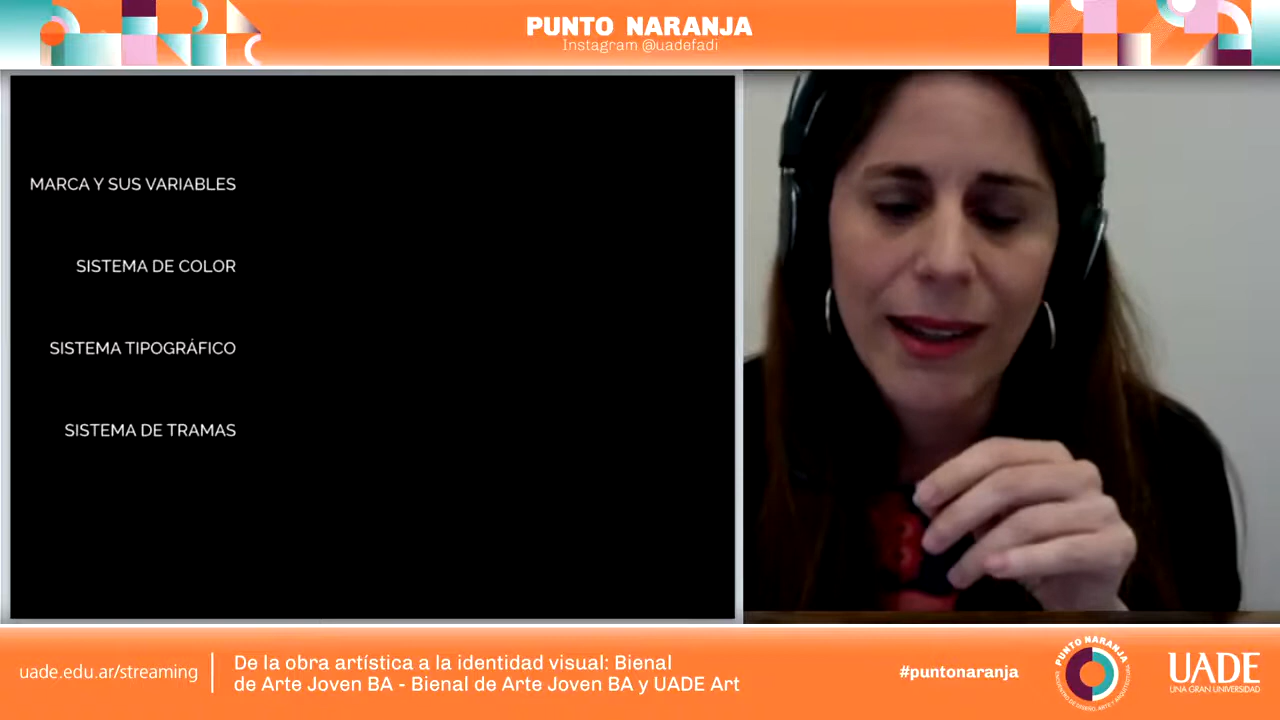 PUNTO NARANJA
Instagram @uadefadi
MARCA Y SUS VARIABLES
SISTEMA DE COLOR
SISTEMA TIPOGRÁFICO
SISTEMA DE TRAMAS
uade.edu.ar/streaming
De la obra artística a la identidad visual: Bienal
de Arte Joven BA - Bienal de Arte Joven BA y UADE Art
#puntonaranja
PUNTO NARANJA
UADE
UNA GRAN UNIVERSIDAD